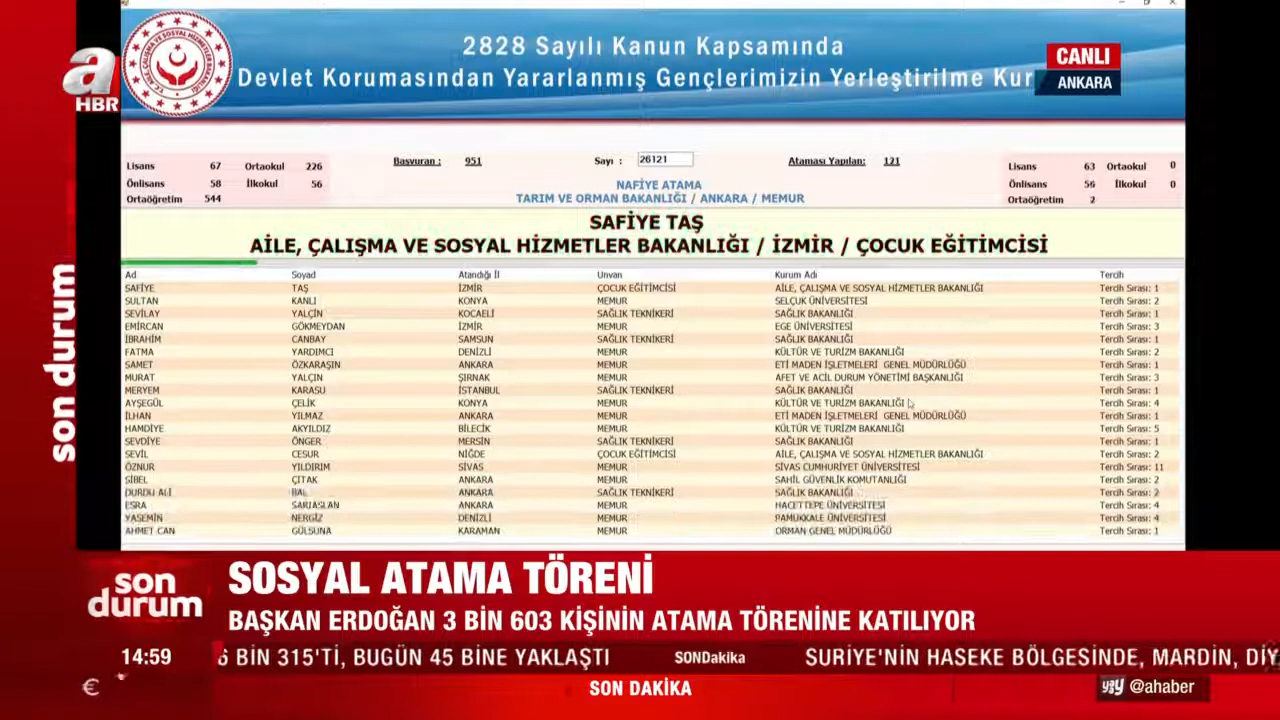 2828 Sayılı Kanun Kapsamında
Devlet Korumasından Yararlanmış Gençlerimizin Yerleştirilme Kur
CANLI
ANKARA
a
HBR
son durum
Lisans 67 Ortaokul 226
Önlisans 58 İlkokul 56
Ortaöğretim 544
Başvuran : 951
Sayı : 26121
Ataması Yapılan: 121
Lisans 63 Ortaokul 0
Önlisans 56 İlkokul 0
Ortaöğretim 2
NAFİYE ATAMA
TARIM VE ORMAN BAKANLIĞI / ANKARA / MEMUR
SAFİYE TAŞ
AİLE, ÇALIŞMA VE SOSYAL HİZMETLER BAKANLIĞI / İZMİR / ÇOCUK EĞİTİMCİSİ
Ad Soyad Atandığı İl Unvan Kurum Adı Tercih
SAFİYE TAŞ İZMİR ÇOCUK EĞİTİMCİSİ AİLE, ÇALIŞMA VE SOSYAL HİZMETLER BAKANLIĞI Tercih Sırası: 1
SULTAN KANLI KONYA MEMUR SELÇUK ÜNİVERSİTESİ Tercih Sırası: 2
SEVİLAY YALÇİN KOCAELİ SAĞLIK TEKNİKERİ SAĞLIK BAKANLIĞI Tercih Sırası: 1
EMİRCAN GÖKMEYDAN İZMİR MEMUR EGE ÜNİVERSİTESİ Tercih Sırası: 3
İBRAHİM CANBAY SAMSUN SAĞLIK TEKNİKERİ SAĞLIK BAKANLIĞI Tercih Sırası: 1
FATMA YARDIMCI DENİZLİ MEMUR KÜLTÜR VE TURİZM BAKANLIĞI Tercih Sırası: 2
SAMET ÖZKARAŞIN ANKARA MEMUR ETİ MADEN İŞLETMELERİ GENEL MÜDÜRLÜĞÜ Tercih Sırası: 1
MURAT YALÇIN ŞIRNAK MEMUR AFET VE ACİL DURUM YÖNETİMİ BAŞKANLIĞI Tercih Sırası: 3
MERYEM KARASU İSTANBUL SAĞLIK TEKNİKERİ SAĞLIK BAKANLIĞI Tercih Sırası: 1
AYŞEGÜL ÇELİK KONYA MEMUR KÜLTÜR VE TURİZM BAKANLIĞI Tercih Sırası: 4
İLHAN YILMAZ ANKARA MEMUR ETİ MADEN İŞLETMELERİ GENEL MÜDÜRLÜĞÜ Tercih Sırası: 1
HAMDİYE AKYILDIZ BİLECİK MEMUR KÜLTÜR VE TURİZM BAKANLIĞI Tercih Sırası: 5
SEVDİYE ÖNGER MERSİN SAĞLIK TEKNİKERİ SAĞLIK BAKANLIĞI Tercih Sırası: 1
SEVİL CESUR NİĞDE ÇOCUK EĞİTİMCİSİ AİLE, ÇALIŞMA VE SOSYAL HİZMETLER BAKANLIĞI Tercih Sırası: 2
ÖZNUR YILDIRIM SİVAS MEMUR SİVAS CUMHURİYET ÜNİVERSİTESİ Tercih Sırası: 11
SİBEL ÇITAK ANKARA MEMUR SAHİL GÜVENLİK KOMUTANLIĞI Tercih Sırası: 2
DURDU ALİ BAL ANKARA SAĞLIK TEKNİKERİ SAĞLIK BAKANLIĞI Tercih Sırası: 2
ESRA SARIASLAN ANKARA MEMUR HACETTEPE ÜNİVERSİTESİ Tercih Sırası: 4
YASEMİN NERGİZ DENİZLİ MEMUR PAMUKKALE ÜNİVERSİTESİ Tercih Sırası: 4
AHMET CAN GÜLSUNA KARAMAN MEMUR ORMAN GENEL MÜDÜRLÜĞÜ Tercih Sırası: 1
son durum
SOSYAL ATAMA TÖRENİ
BAŞKAN ERDOĞAN 3 BİN 603 KİŞİNİN ATAMA TÖRENİNE KATILIYOR
14:59
6 BİN 315'Tİ, BUGÜN 45 BİNE YAKLAŞTI SONDakika SURİYE'NİN HASEKE BÖLGESİNDE, MARDİN, DİY
€
SON DAKİKA
@ahaber